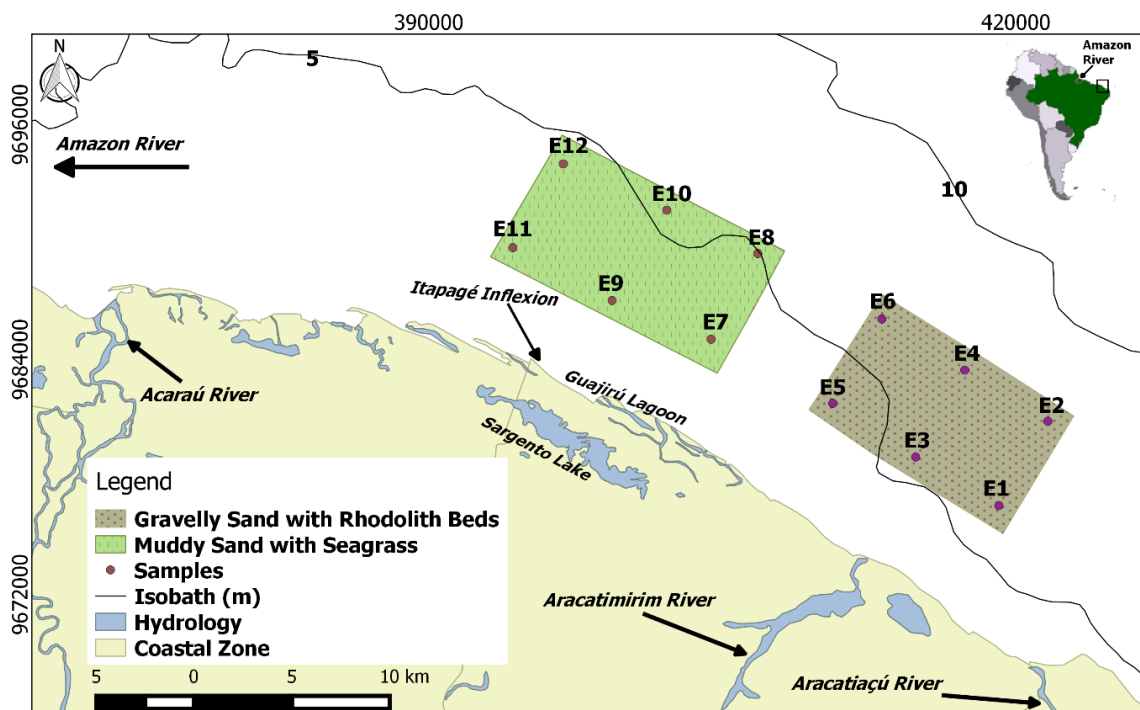 390000
420000
N
5
Amazon
River
9696000
Amazon River
E12
E10
10
E11
E8
Itapagé Inflexion
E9
E7
E6
9684000
E4
Guajirú Lagoon
E5
Acaraú River
E2
Sargento Lake
E3
Legend
E1
Gravelly Sand with Rhodolith Beds
Muddy Sand with Seagrass
Samples
Isobath (m)
Hydrology
Coastal Zone
9672000
Aracatimirim River
Aracatiaçú River
5 0 5 10 km